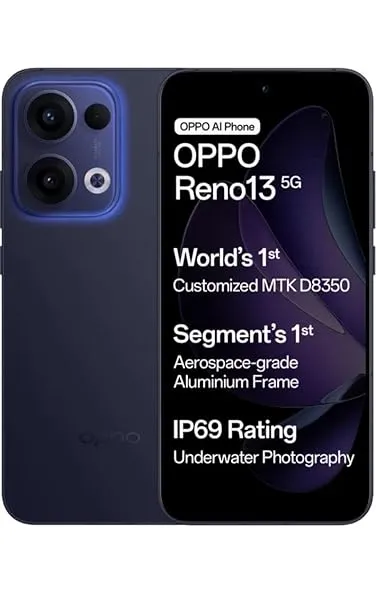 OPPO AI Phone
OPPO
Reno13 5G
World's 1st
Customized MTK D8350
Segment's 1st
Aerospace-grade
Aluminium Frame
IP69 Rating
Underwater Photography
oppo